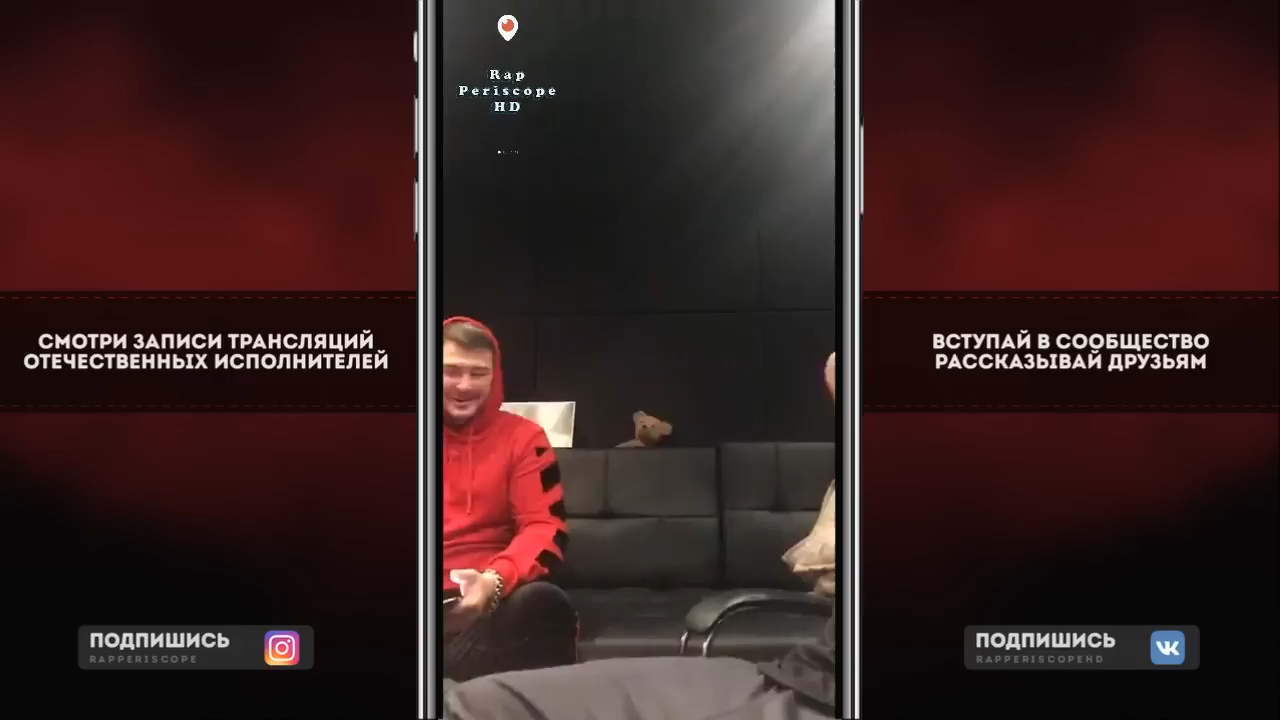 Rap
Periscope
HD
СМОТРИ ЗАПИСИ ТРАНСЛЯЦИЙ
ОТЕЧЕСТВЕННЫХ ИСПОЛНИТЕЛЕЙ
ВСТУПАЙ В СООБЩЕСТВО
РАССКАЗЫВАЙ ДРУЗЬЯМ
ПОДПИШИСЬ
RAPPERISCOPE
ПОДПИШИСЬ
RAPPERISCOPEHD